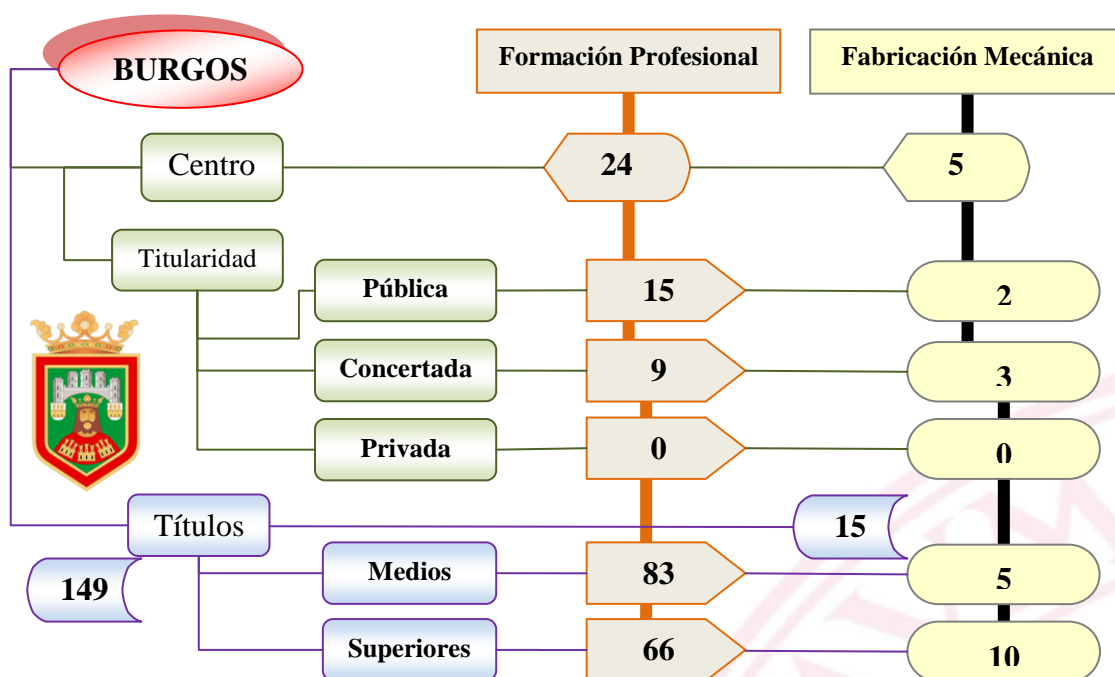 BURGOS
Formación Profesional
Fabricación Mecánica
Centro
24
5
Titularidad
Pública
15
2
Concertada
9
3
Privada
0
0
Títulos
15
149
Medios
83
5
Superiores
66
10